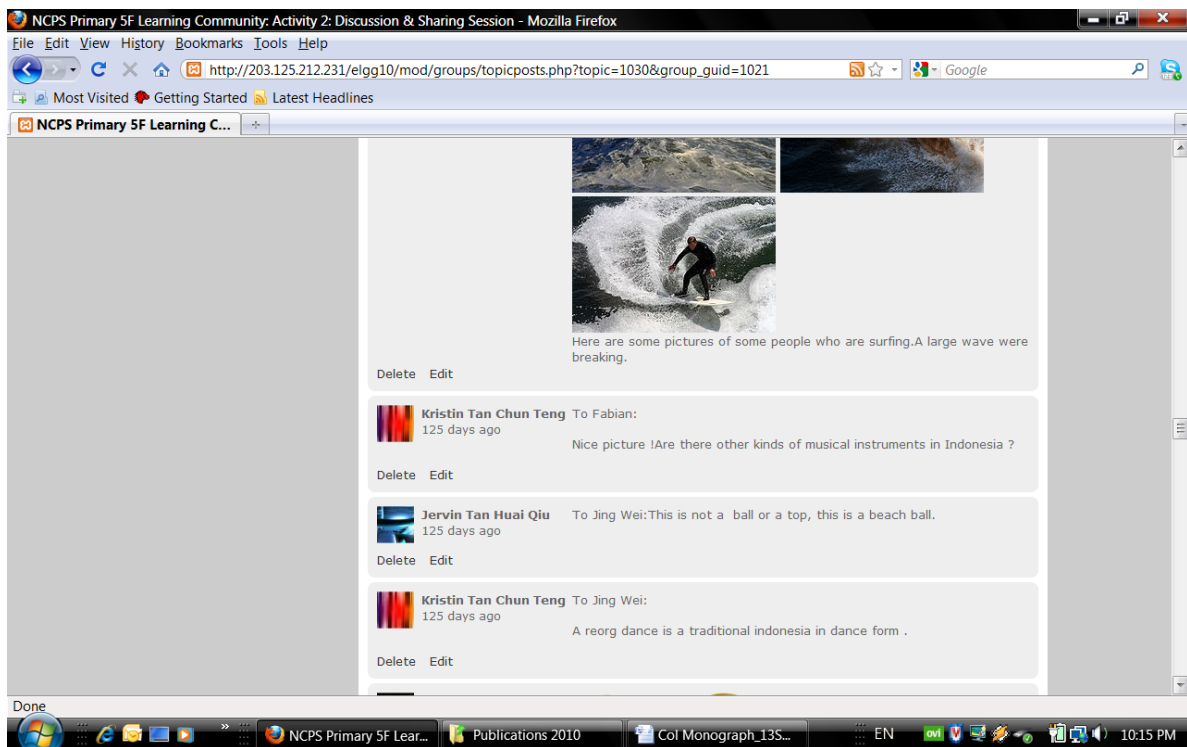 NCPS Primary 5F Learning Community: Activity 2: Discussion & Sharing Session - Mozilla Firefox
File Edit View History Bookmarks Tools Help
http://203.125.212.231/elgg10/mod/groups/topicposts.php?topic=1030&group_guid=1021
Google
Most Visited Getting Started Latest Headlines
NCPS Primary 5F Learning C...
Here are some pictures of some people who are surfing.A large wave were
breaking.
Delete Edit
Kristin Tan Chun Teng To Fabian:
125 days ago
Nice picture !Are there other kinds of musical instruments in Indonesia ?
Delete Edit
Jervin Tan Huai Qiu To Jing Wei:This is not a ball or a top, this is a beach ball.
125 days ago
Delete Edit
Kristin Tan Chun Teng To Jing Wei:
125 days ago
A reorg dance is a traditional indonesia in dance form .
Delete Edit
Done
NCPS Primary 5F Lear... Publications 2010 CoI Monograph_13S... EN ovi 10:15 PM